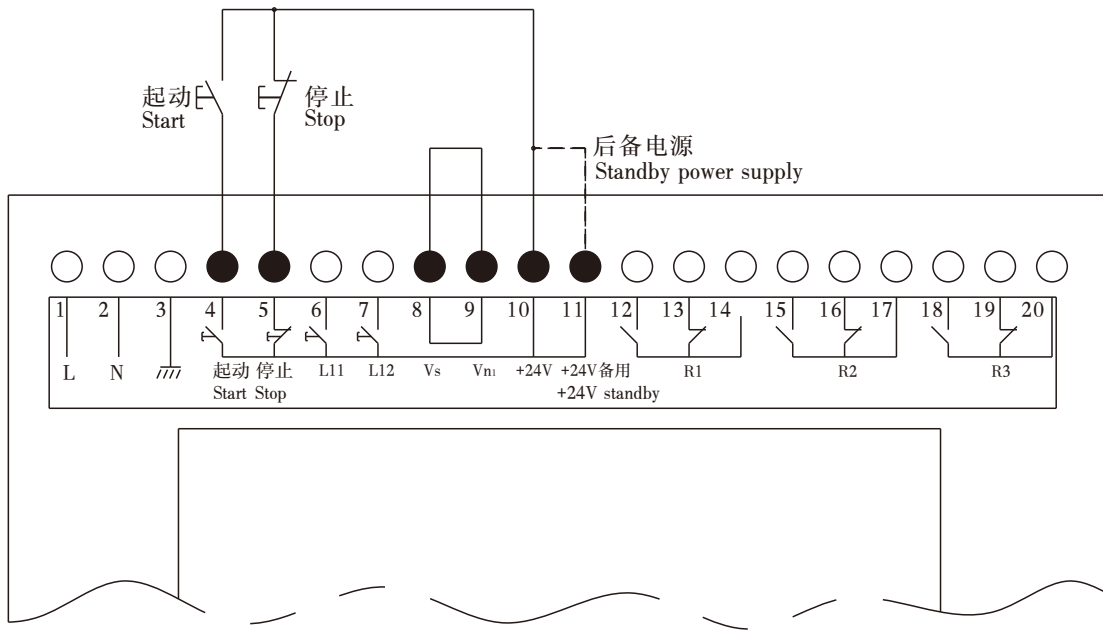 起动
Start
停止
Stop
后备电源
Standby power supply
1 2 3 4 5 6 7 8 9 10 11 12 13 14 15 16 17 18 19 20
L N 起动 停止 L11 L12 Vs Vn1 +24V +24V备用 R1 R2 R3
Start Stop +24V standby